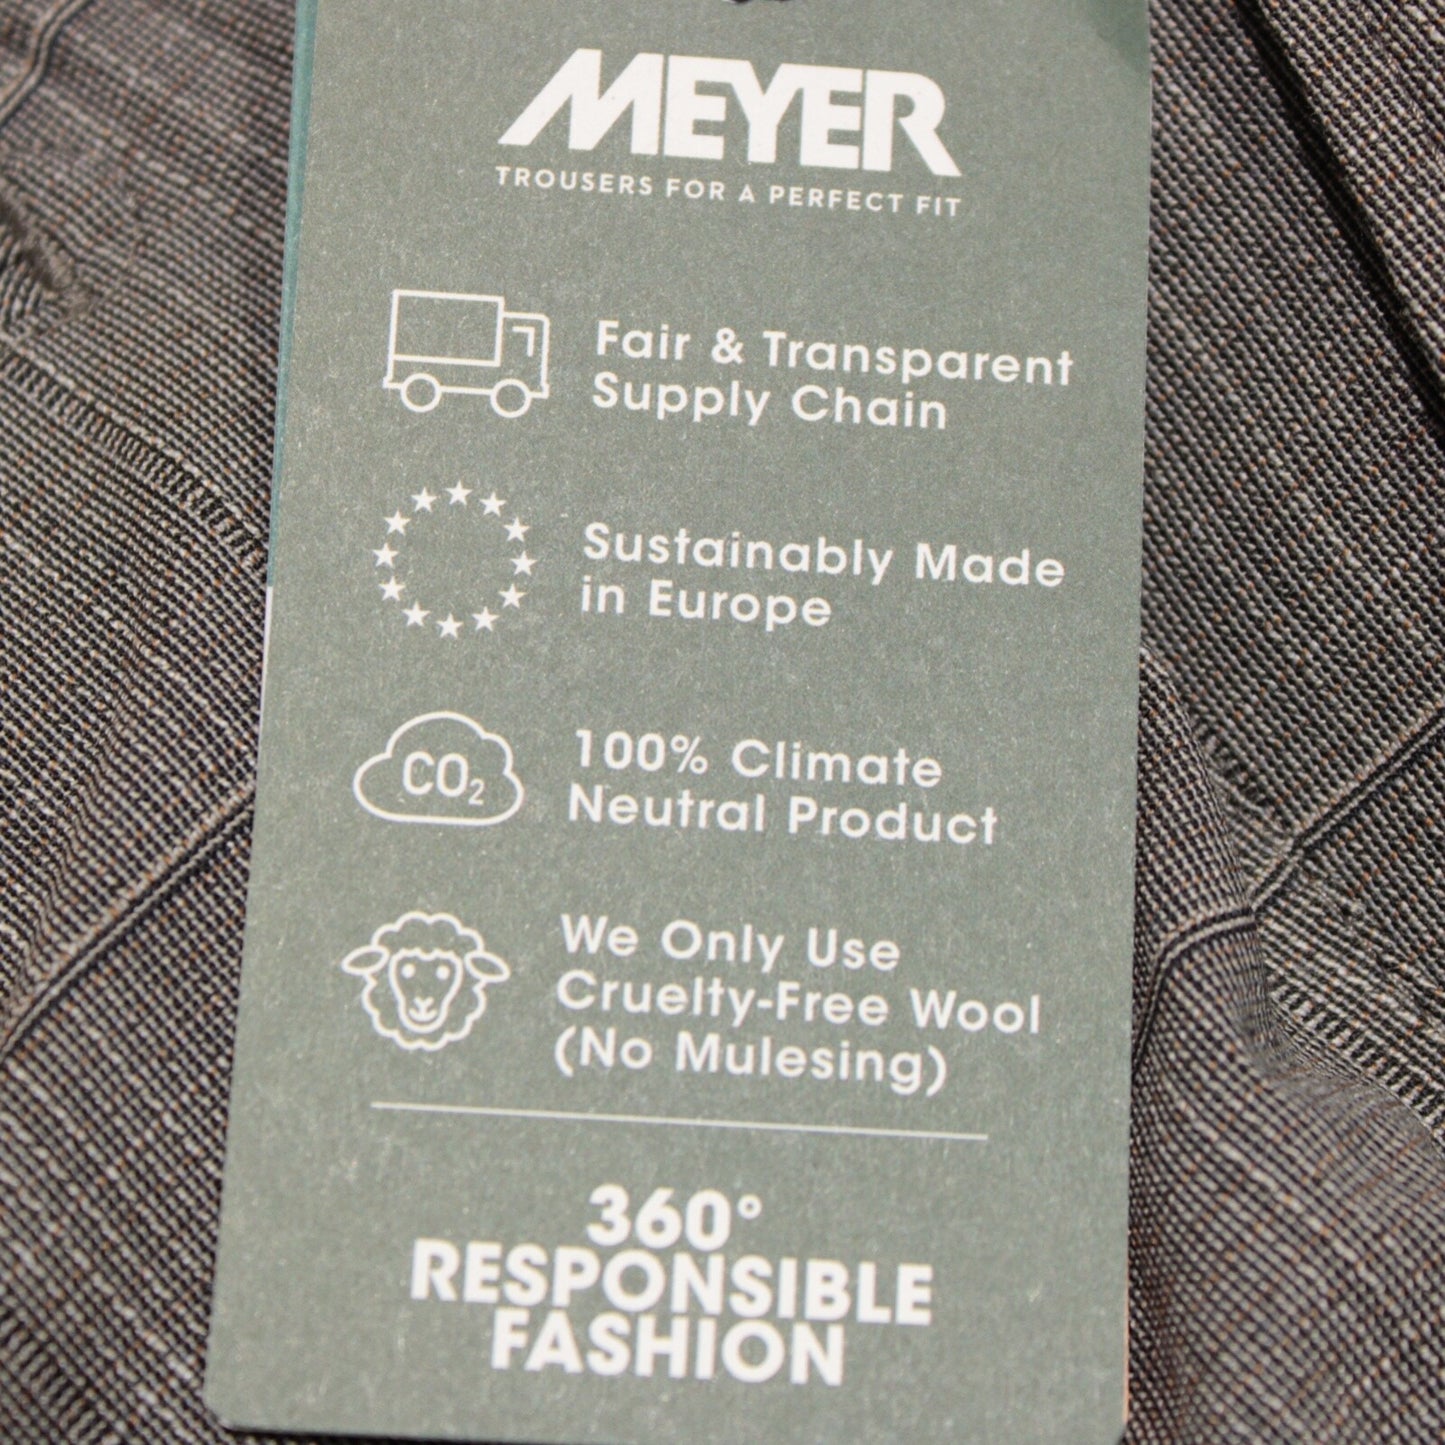 MEYER
TROUSERS FOR A PERFECT FIT
Fair & Transparent
Supply Chain
Sustainably Made
in Europe
CO₂
100% Climate
Neutral Product
We Only Use
Cruelty-Free Wool
(No Mulesing)
360°
RESPONSIBLE
FASHION